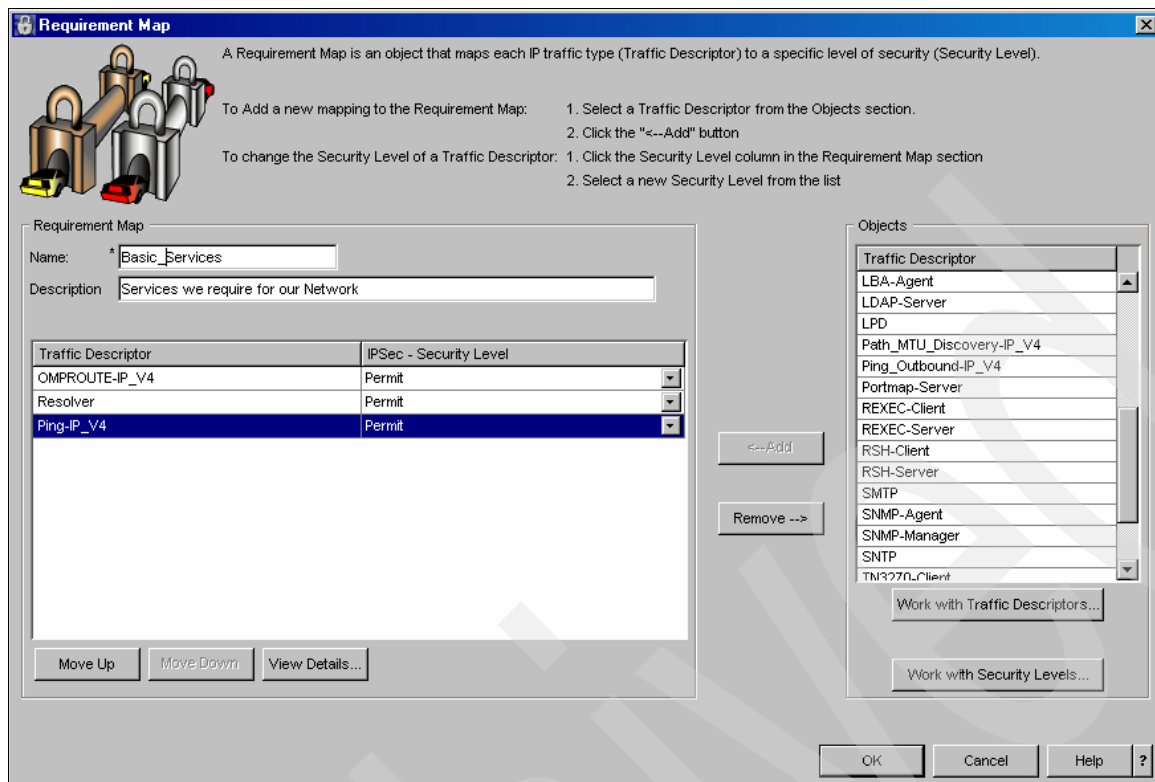 Requirement Map
A Requirement Map is an object that maps each IP traffic type (Traffic Descriptor) to a specific level of security (Security Level).
To Add a new mapping to the Requirement Map: 1. Select a Traffic Descriptor from the Objects section.
2. Click the "<--Add" button
To change the Security Level of a Traffic Descriptor: 1. Click the Security Level column in the Requirement Map section
2. Select a new Security Level from the list
Requirement Map
Name: * Basic_Services
Description Services we require for our Network
Traffic Descriptor IPSec - Security Level
OMPROUTE-IP_V4 Permit
Resolver Permit
Ping-IP_V4 Permit
Move Up Move Down View Details...
<--Add
Remove -->
Objects
Traffic Descriptor
LBA-Agent
LDAP-Server
LPD
Path_MTU_Discovery-IP_V4
Ping_Outbound-IP_V4
Portmap-Server
REXEC-Client
REXEC-Server
RSH-Client
RSH-Server
SMTP
SNMP-Agent
SNMP-Manager
SNTP
TN3270-Client
Work with Traffic Descriptors...
Work with Security Levels...
OK Cancel Help ?